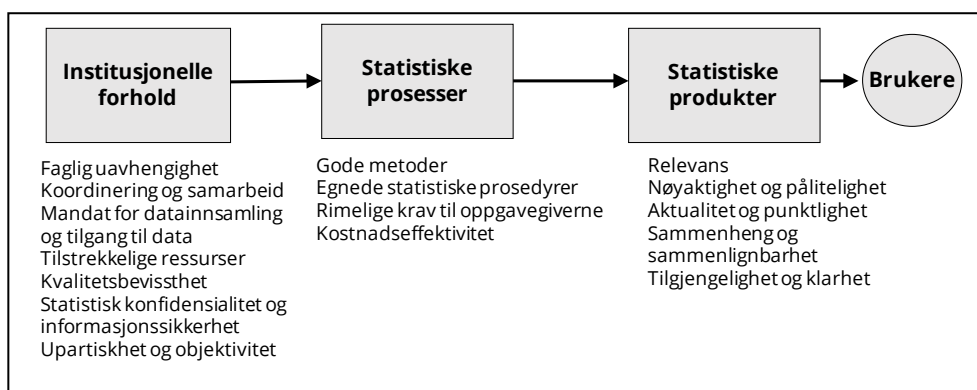 Institusjonelle
forhold
Statistiske
prosesser
Statistiske
produkter
Brukere
Faglig uavhengighet
Koordinering og samarbeid
Mandat for datainnsamling
og tilgang til data
Tilstrekkelige ressurser
Kvalitetsbevissthet
Statistisk konfidensialitet og
informasjonssikkerhet
Upartiskhet og objektivitet
Gode metoder
Egnede statistiske prosedyrer
Rimelige krav til oppgavegiverne
Kostnadseffektivitet
Relevans
Nøyaktighet og pålitelighet
Aktualitet og punktlighet
Sammenheng og
sammenlignbarhet
Tilgjengelighet og klarhet